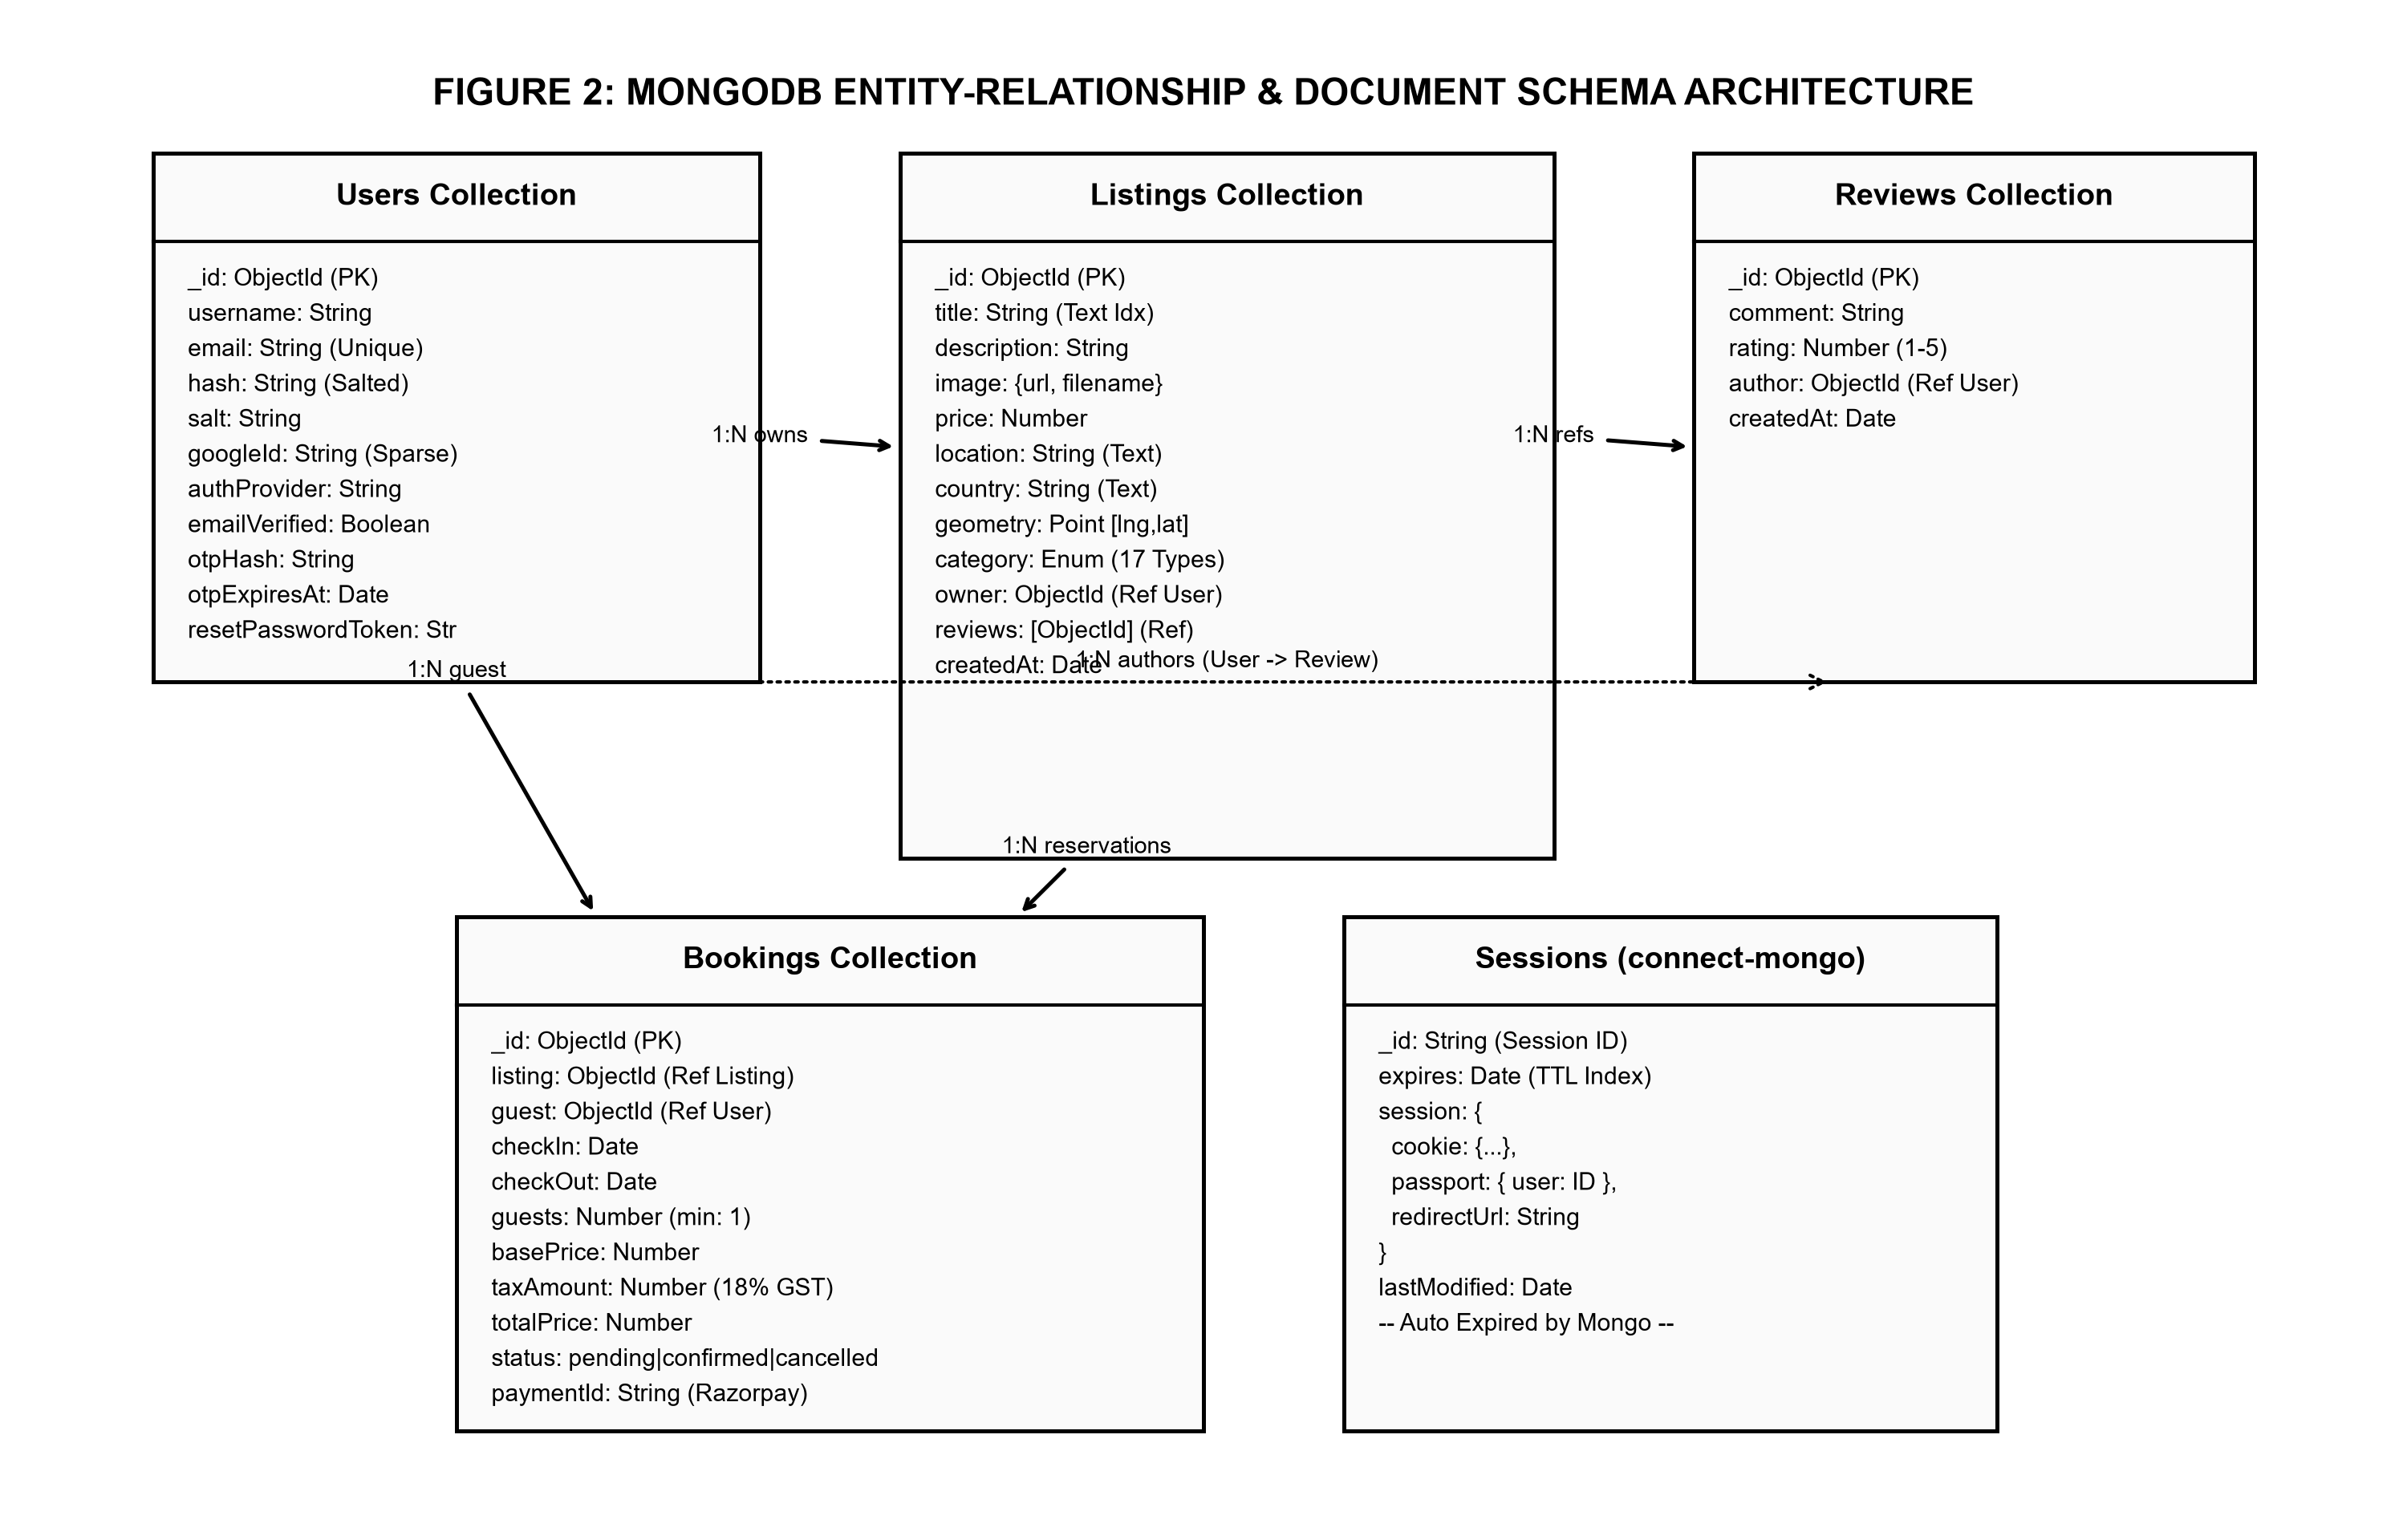 FIGURE 2: MONGODB ENTITY-RELATIONSHIP & DOCUMENT SCHEMA ARCHITECTURE
Users Collection
_id: ObjectId (PK)
username: String
email: String (Unique)
hash: String (Salted)
salt: String
googleId: String (Sparse)
authProvider: String
emailVerified: Boolean
otpHash: String
otpExpiresAt: Date
resetPasswordToken: Str
1:N guest
1:N owns
Listings Collection
_id: ObjectId (PK)
title: String (Text Idx)
description: String
image: {url, filename}
price: Number
location: String (Text)
country: String (Text)
geometry: Point [lng,lat]
category: Enum (17 Types)
owner: ObjectId (Ref User)
reviews: [ObjectId] (Ref)
createdAt: Date
1:N authors (User -> Review)
1:N reservations
1:N refs
Reviews Collection
_id: ObjectId (PK)
comment: String
rating: Number (1-5)
author: ObjectId (Ref User)
createdAt: Date
Bookings Collection
_id: ObjectId (PK)
listing: ObjectId (Ref Listing)
guest: ObjectId (Ref User)
checkIn: Date
checkOut: Date
guests: Number (min: 1)
basePrice: Number
taxAmount: Number (18% GST)
totalPrice: Number
status: pending|confirmed|cancelled
paymentId: String (Razorpay)
Sessions (connect-mongo)
_id: String (Session ID)
expires: Date (TTL Index)
session: {
cookie: {...},
passport: { user: ID },
redirectUrl: String
}
lastModified: Date
-- Auto Expired by Mongo --